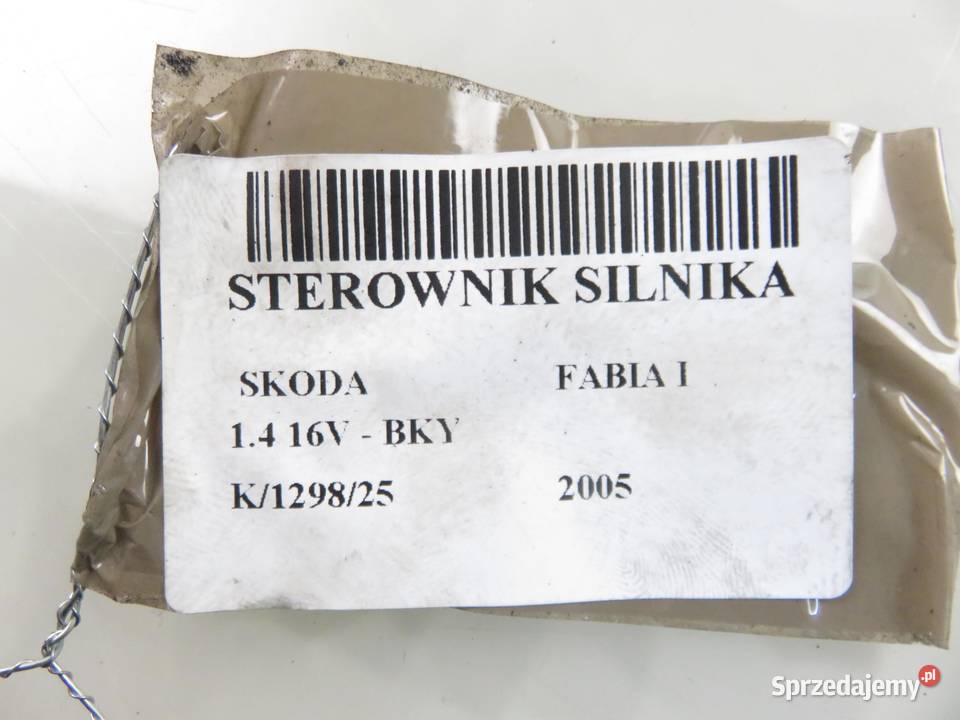 STEROWNIK SILNIKA
SKODA FABIA I
1.4 16V - BKY
K/1298/25 2005
Sprzedajemy.pl